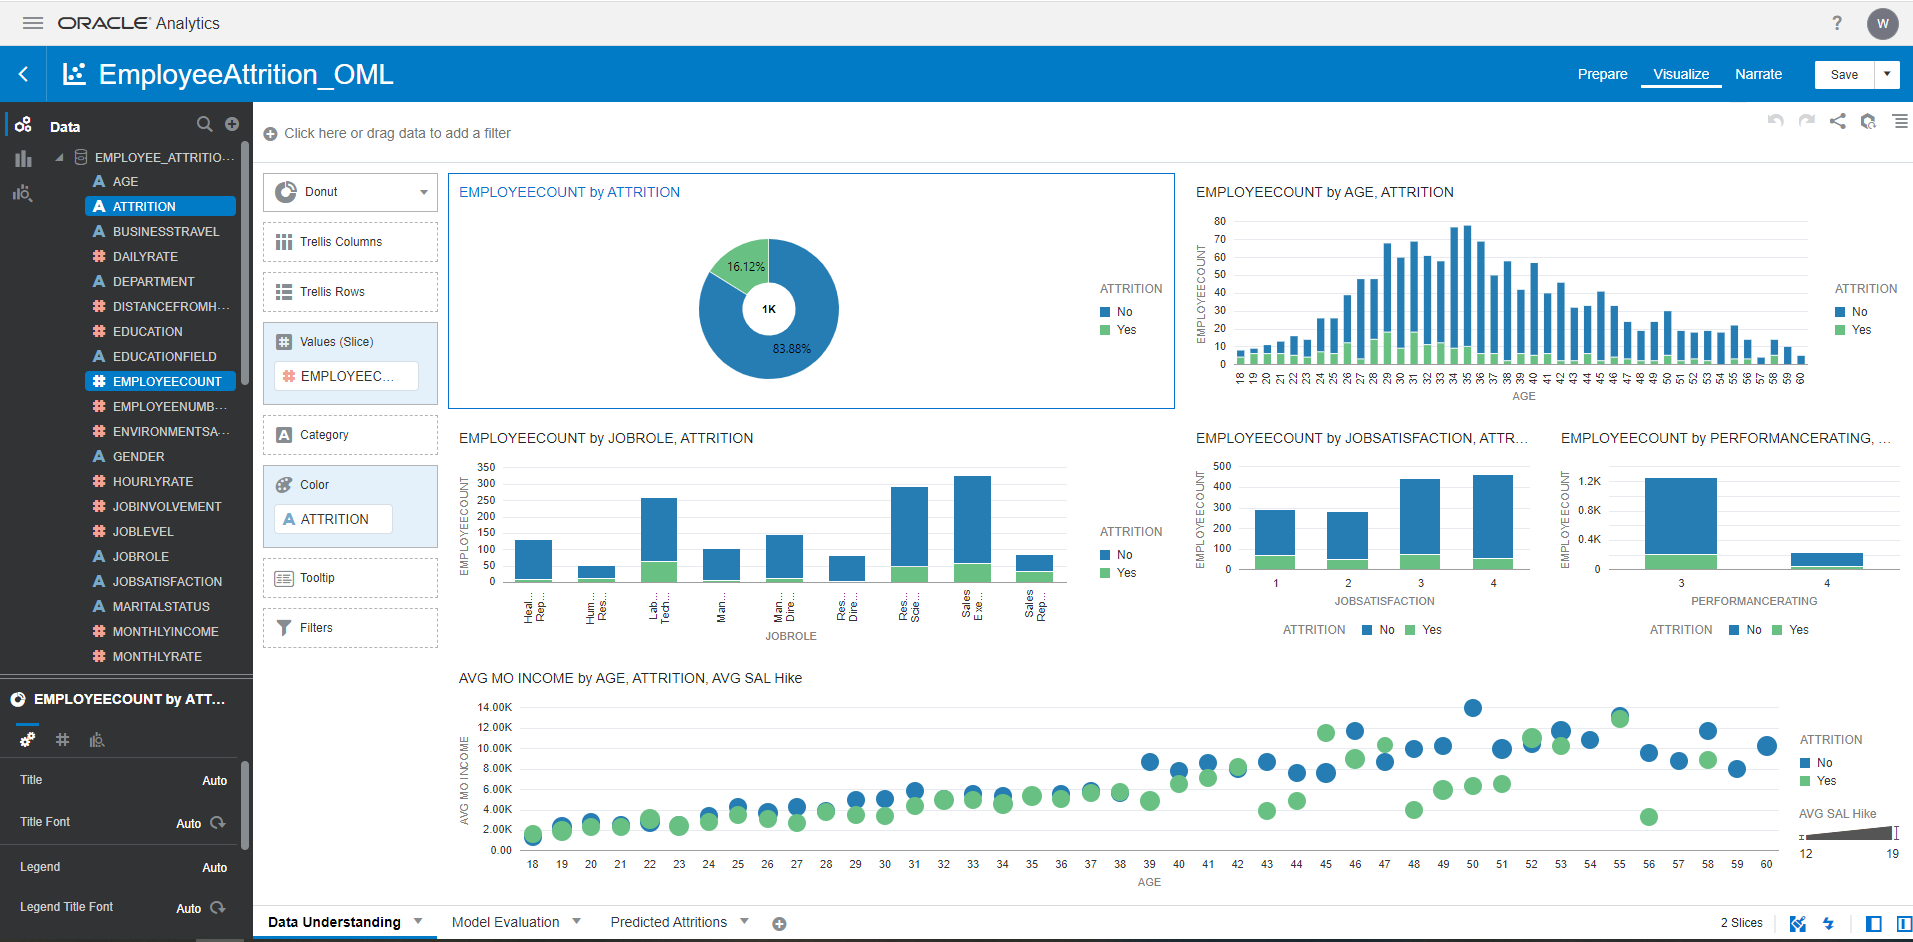 ORACLE Analytics
?
W
EmployeeAttrition_OML
Prepare
Visualize
Narrate
Save
Data
EMPLOYEE_ATTRITIO...
A AGE
A ATTRITION
A BUSINESSTRAVEL
# DAILYRATE
A DEPARTMENT
# DISTANCEFROMH...
# EDUCATION
A EDUCATIONFIELD
# EMPLOYEECOUNT
# EMPLOYEENUMB...
# ENVIRONMENTSA...
A GENDER
# HOURLYRATE
# JOBINVOLVEMENT
# JOBLEVEL
A JOBROLE
A JOBSATISFACTION
A MARITALSTATUS
# MONTHLYINCOME
# MONTHLYRATE
EMPLOYEECOUNT by ATT...
Title Auto
Title Font Auto
Legend Auto
Legend Title Font Auto
Click here or drag data to add a filter
Donut
Trellis Columns
Trellis Rows
# Values (Slice)
# EMPLOYEEC...
A Category
Color
A ATTRITION
Tooltip
Filters
EMPLOYEECOUNT by ATTRITION
16.12%
1K
83.88%
ATTRITION
No
Yes
EMPLOYEECOUNT by AGE, ATTRITION
EMPLOYEECOUNT
80
70
60
50
40
30
20
10
0
18 19 20 21 22 23 24 25 26 27 28 29 30 31 32 33 34 35 36 37 38 39 40 41 42 43 44 45 46 47 48 49 50 51 52 53 54 55 56 57 58 59 60
AGE
ATTRITION
No
Yes
EMPLOYEECOUNT by JOBROLE, ATTRITION
EMPLOYEECOUNT
350
300
250
200
150
100
50
0
Heal... Rep...
Hum... Res...
Lab... Tech...
Man...
Man... Dire...
Res... Dire...
Res... Scie...
Sales Exe...
Sales Rep...
JOBROLE
ATTRITION
No
Yes
EMPLOYEECOUNT by JOBSATISFACTION, ATTR...
EMPLOYEECOUNT
500
400
300
200
100
0
1 2 3 4
JOBSATISFACTION
ATTRITION No Yes
EMPLOYEECOUNT by PERFORMANCERATING, ...
EMPLOYEECOUNT
1.2K
0.8K
0.4K
0
3 4
PERFORMANCERATING
ATTRITION No Yes
AVG MO INCOME by AGE, ATTRITION, AVG SAL Hike
AVG MO INCOME
14.00K
12.00K
10.00K
8.00K
6.00K
4.00K
2.00K
0.00
18 19 20 21 22 23 24 25 26 27 28 29 30 31 32 33 34 35 36 37 38 39 40 41 42 43 44 45 46 47 48 49 50 51 52 53 54 55 56 57 58 59 60
AGE
ATTRITION
No
Yes
AVG SAL Hike
12 19
Data Understanding
Model Evaluation
Predicted Attritions
2 Slices